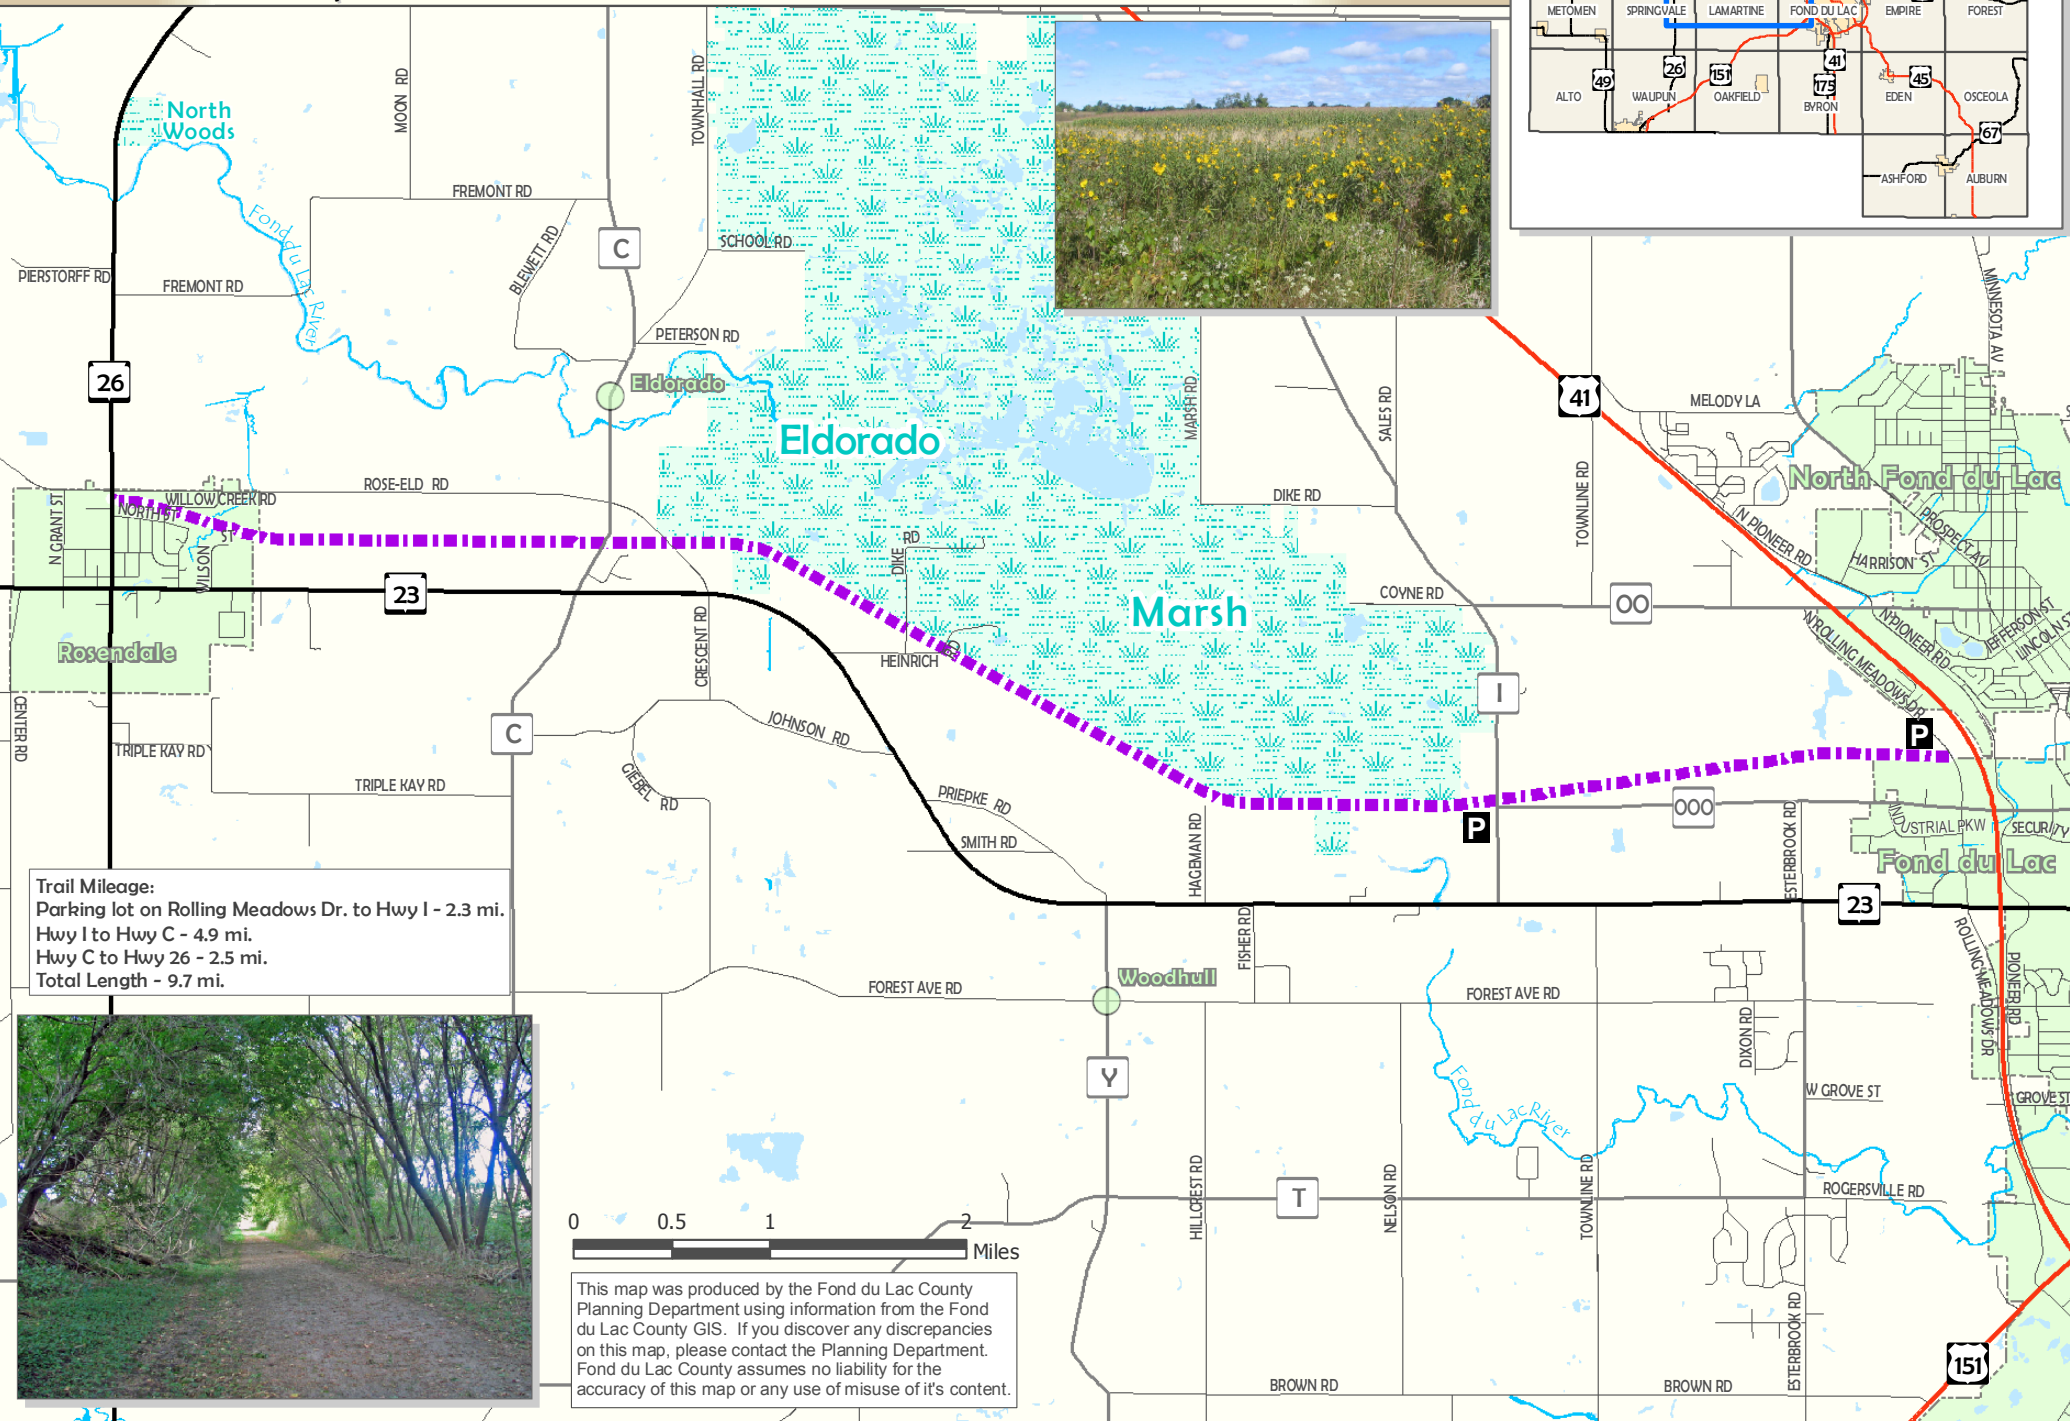 METOMEN
SPRINGVALE
LAMARTINE
FOND DU LAC
EMPIRE
FOREST
49
26
151
41
175
45
67
ALTO
WAUPUN
OAKFIELD
BYRON
EDEN
OSCEOLA
ASHFORD
AUBURN
North
Woods
MOON RD
TOWNHALL RD
FREMONT RD
BLEWETT RD
C
SCHOOL RD
Fond du Lac River
PIERSTORFF RD
FREMONT RD
PETERSON RD
26
Eldorado
Eldorado
MARSH RD
SALES RD
41
MELODY LA
MINNESOTA AV
North Fond du Lac
TOWNLINE RD
N PIONEER RD
PROSPECT AV
HARRISON ST
ROSE-ELD RD
WILLOW CREEK RD
NORTH ST
N GRANT ST
WILSON ST
DIKE RD
DIKE RD
23
COYNE RD
OO
Marsh
N ROLLING MEADOWS DR
N PIONEER RD
JEFFERSON ST
LINCOLN ST
Rosendale
CRESCENT RD
HEINRICH RD
I
CENTER RD
C
TRIPLE KAY RD
TRIPLE KAY RD
JOHNSON RD
GIEBEL RD
PRIEPKE RD
SMITH RD
HAGEMAN RD
P
P
OOO
ESTERBROOK RD
INDUSTRIAL PKW
SECURITY
Fond du Lac
23
Trail Mileage:
Parking lot on Rolling Meadows Dr. to Hwy I - 2.3 mi.
Hwy I to Hwy C - 4.9 mi.
Hwy C to Hwy 26 - 2.5 mi.
Total Length - 9.7 mi.
FISHER RD
ROLLING MEADOWS DR
PIONEER RD
Woodhull
FOREST AVE RD
FOREST AVE RD
DIXON RD
Y
Fond du Lac River
W GROVE ST
GROVE ST
HILLCREST RD
NELSON RD
TOWNLINE RD
T
ROGERSVILLE RD
0 0.5 1 2
Miles
This map was produced by the Fond du Lac County
Planning Department using information from the Fond
du Lac County GIS. If you discover any discrepancies
on this map, please contact the Planning Department.
Fond du Lac County assumes no liability for the
accuracy of this map or any use of misuse of it's content.
ESTERBROOK RD
151
BROWN RD
BROWN RD